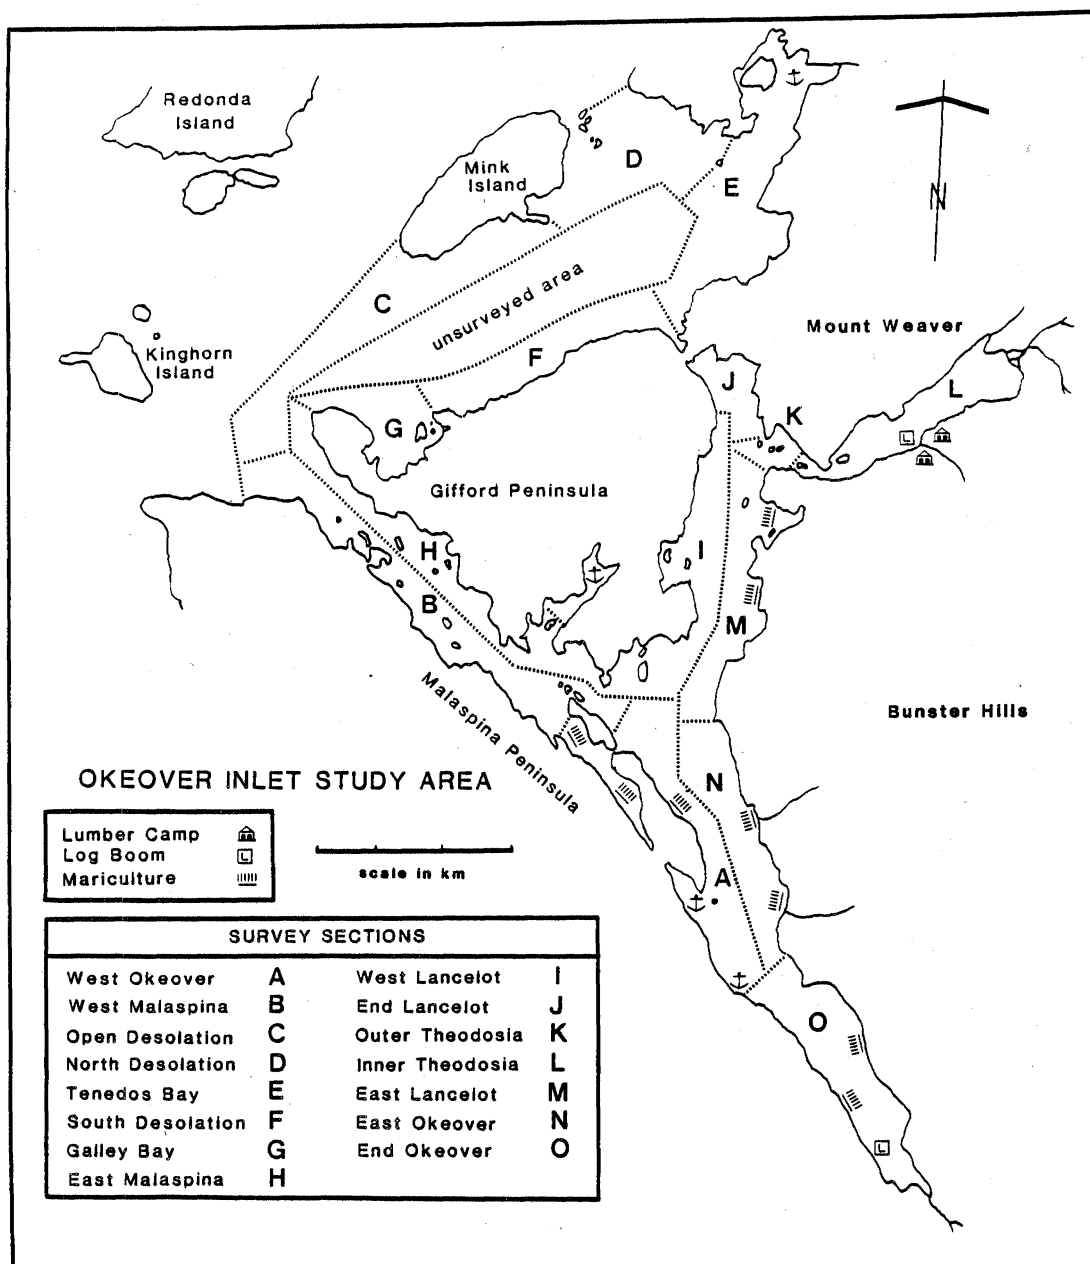 Redonda
Island
Mink
Island
D
E
N
C
unsurveyed area
Mount Weaver
Kinghorn
Island
F
J
L
K
G
L
Gifford Peninsula
H
I
B
M
Malaspina Peninsula
Bunster Hills
OKEOVER INLET STUDY AREA
N
Lumber Camp
Log Boom L
Mariculture
scale in km
A
SURVEY SECTIONS
West Okeover A West Lancelot I
West Malaspina B End Lancelot J
Open Desolation C Outer Theodosia K
North Desolation D Inner Theodosia L
Tenedos Bay E East Lancelot M
South Desolation F East Okeover N
Galley Bay G End Okeover O
East Malaspina H
O
L